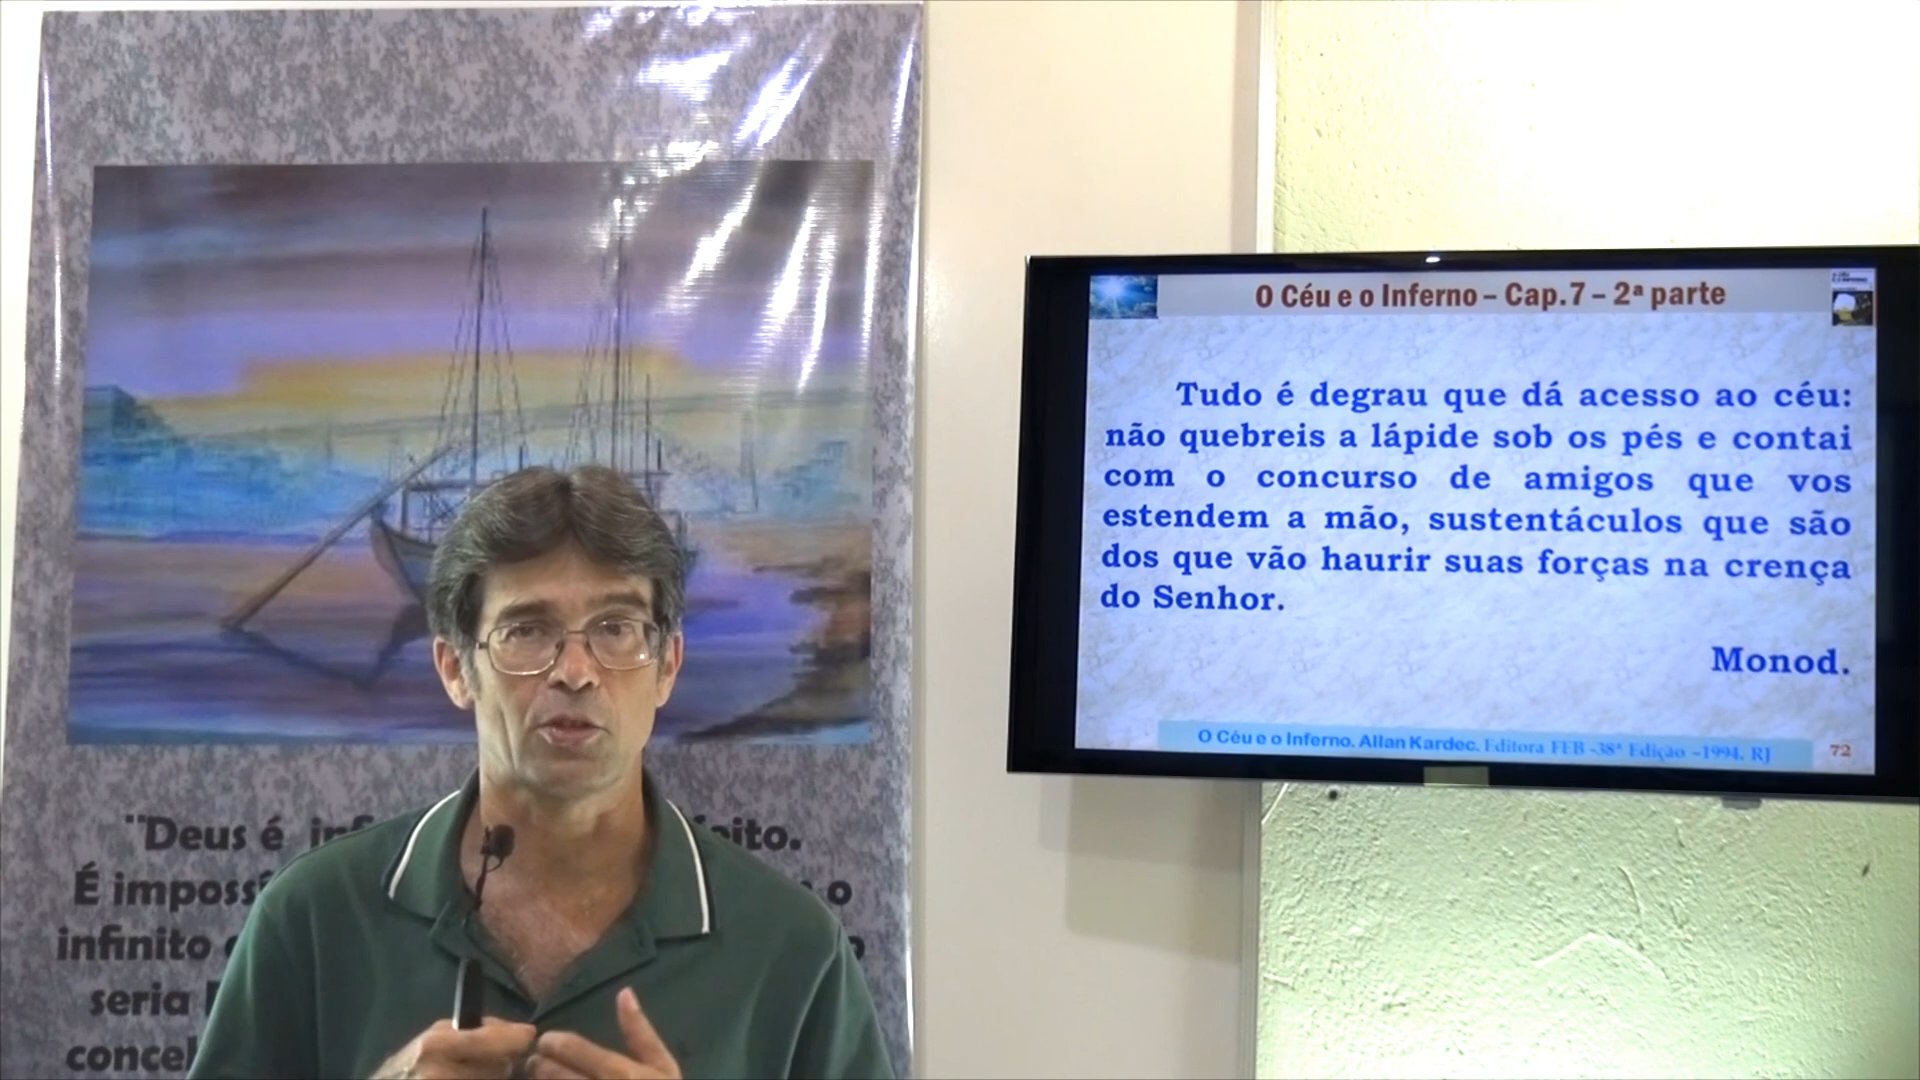 ¨Deus é
É imposs
infinito
seria
conce
eito.
o
O Céu e o Inferno – Cap.7 – 2ª parte
Tudo é degrau que dá acesso ao céu:
não quebreis a lápide sob os pés e contai
com o concurso de amigos que vos
estendem a mão, sustentáculos que são
dos que vão haurir suas forças na crença
do Senhor.
Monod.
O Céu e o Inferno. Allan Kardec. Editora FEB -38ª Edição -1994. RJ
72